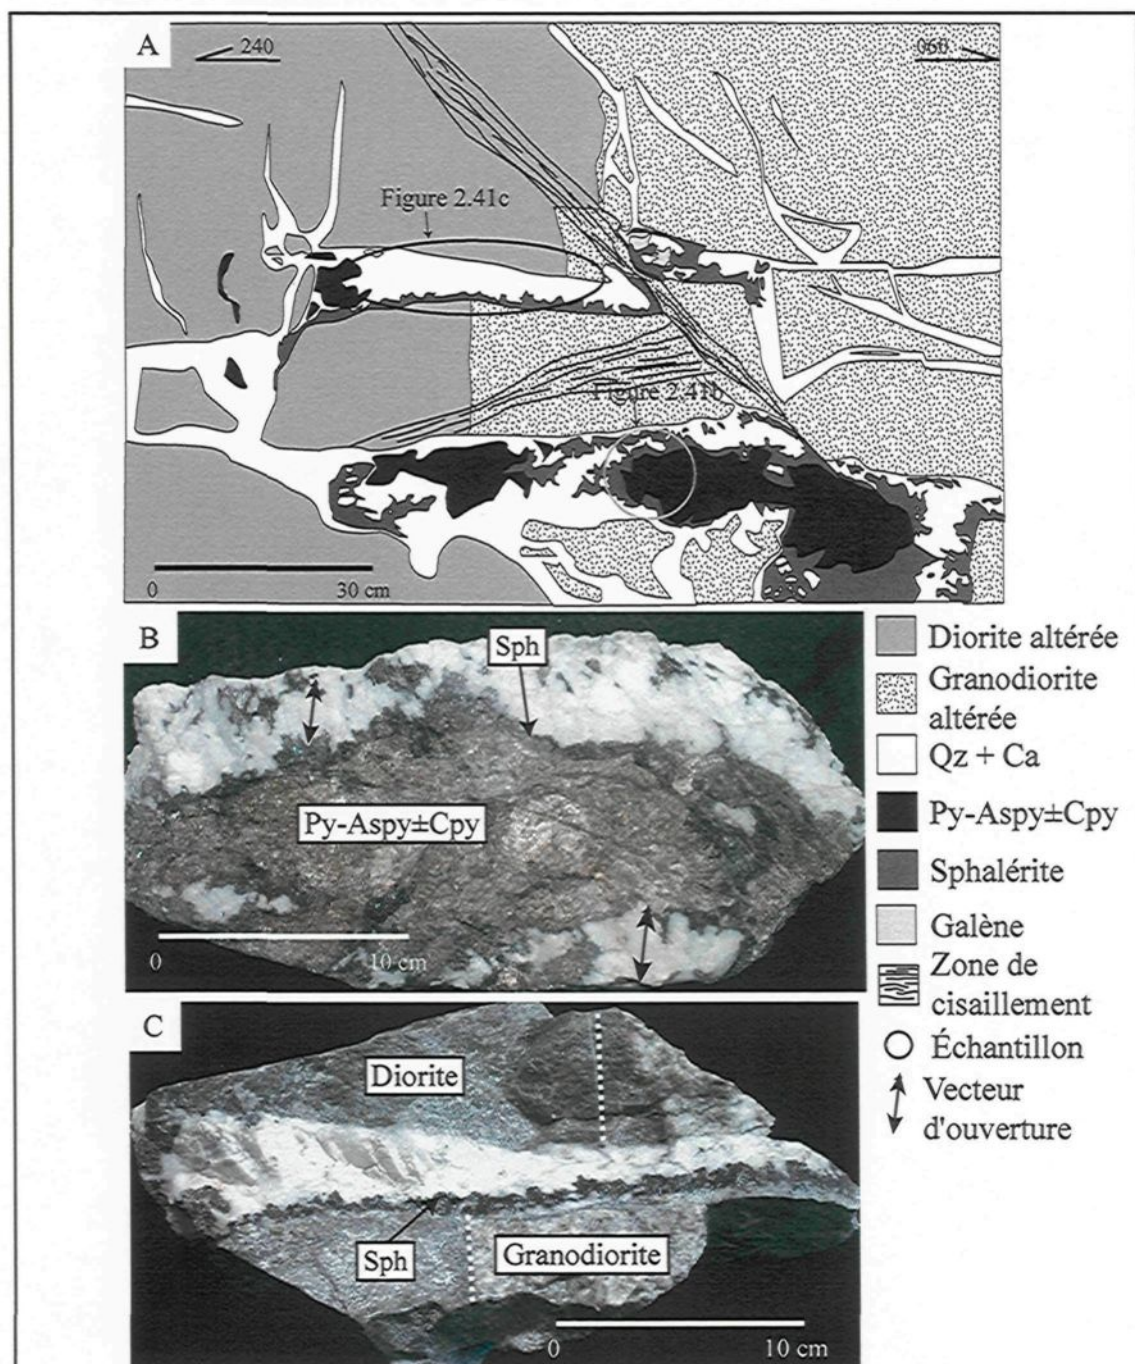 A
240
060
Figure 2.41c
Figure 2.41b
0
30 cm
B
Sph
Py-Aspy±Cpy
0
10 cm
C
Diorite
Sph
Granodiorite
0
10 cm
Diorite altérée
Granodiorite
altérée
Qz + Ca
Py-Aspy±Cpy
Sphalérite
Galène
Zone de
cisaillement
Échantillon
Vecteur
d'ouverture